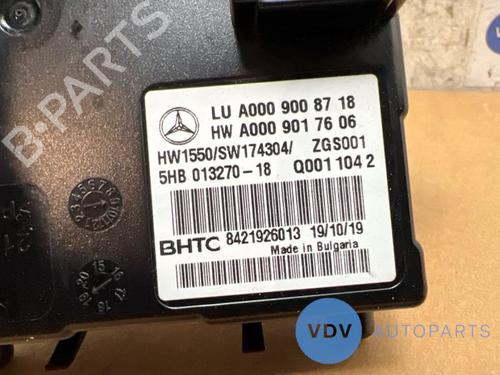 B-PARTS
LU A000 900 87 18
HW A000 901 76 06
HW1550/SW174304/ ZGS001
5HB 013270-18 Q001 104 2
BHTC 8421926013 19/10/19
Made in Bulgaria
VDV AUTOPARTS